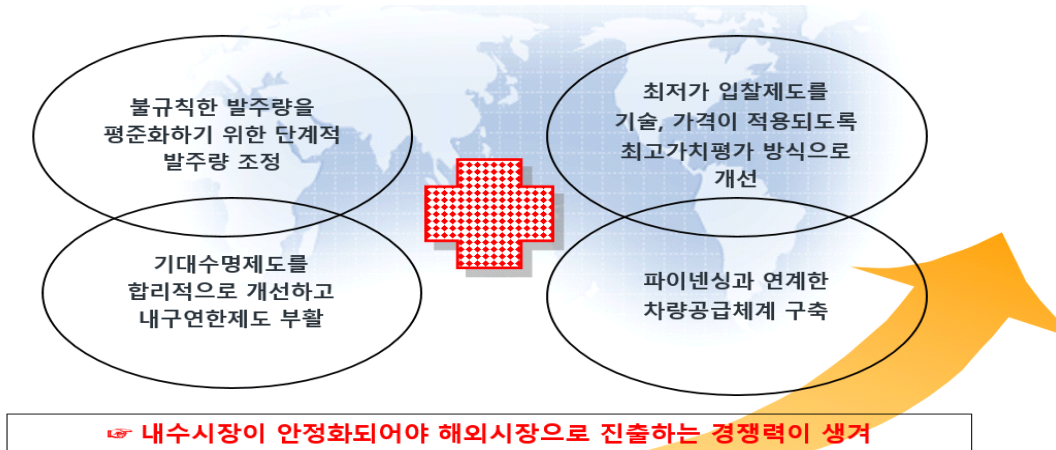 불규칙한 발주량을
평준화하기 위한 단계적
발주량 조정
기대수명제도를
합리적으로 개선하고
내구연한제도 부활
최저가 입찰제도를
기술, 가격이 적용되도록
최고가치평가 방식으로
개선
파이넨싱과 연계한
차량공급체계 구축
☞ 내수시장이 안정화되어야 해외시장으로 진출하는 경쟁력이 생겨